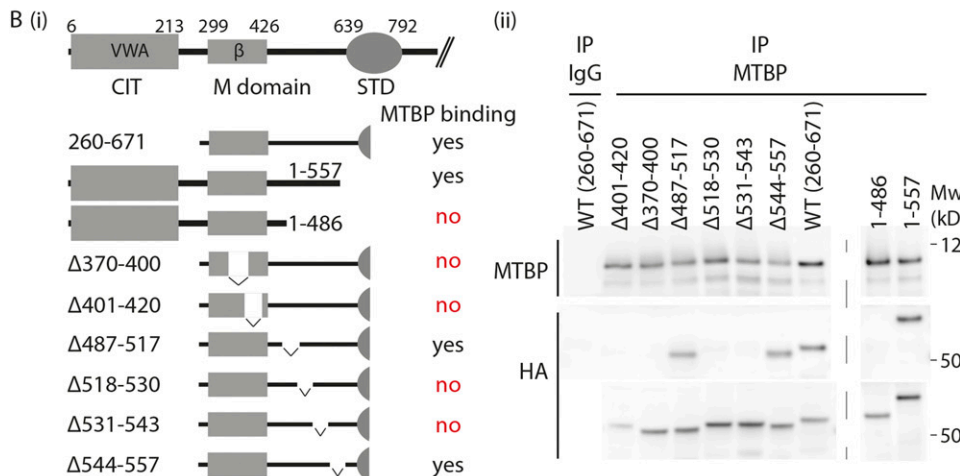 B (i)
6 213 299 426 639 792
VWA β
CIT M domain STD
MTBP binding
260-671 yes
1-557 yes
1-486 no
Δ370-400 no
Δ401-420 no
Δ487-517 yes
Δ518-530 no
Δ531-543 no
Δ544-557 yes
(ii)
IP IgG
IP MTBP
WT (260-671)
Δ401-420
Δ370-400
Δ487-517
Δ518-530
Δ531-543
Δ544-557
WT (260-671)
1-486
1-557
Mw
(kD
MTBP
12
HA
50
50